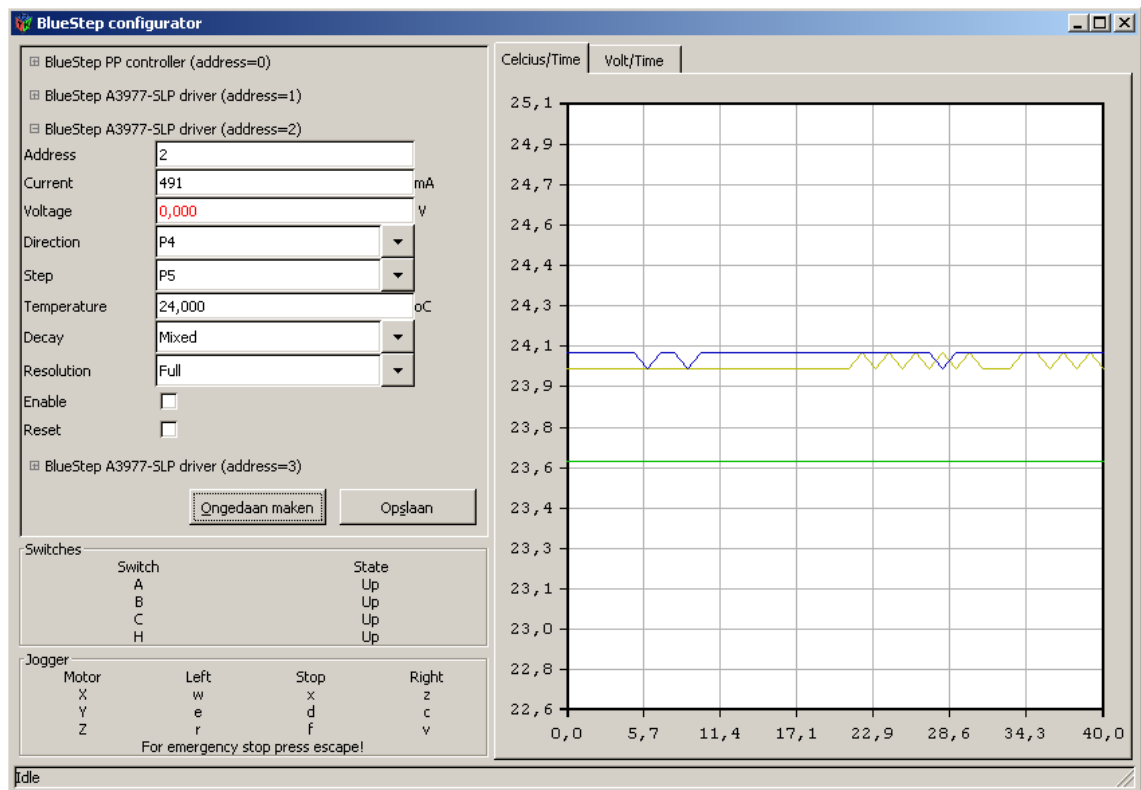 BlueStep configurator
BlueStep PP controller (address=0)
BlueStep A3977-SLP driver (address=1)
BlueStep A3977-SLP driver (address=2)
Address 2
Current 491 mA
Voltage 0,000 V
Direction P4
Step P5
Temperature 24,000 oC
Decay Mixed
Resolution Full
Enable
Reset
BlueStep A3977-SLP driver (address=3)
Ongedaan maken Opslaan
Switches
Switch State
A Up
B Up
C Up
H Up
Jogger
Motor Left Stop Right
X w x z
Y e d c
Z r f v
For emergency stop press escape!
Celcius/Time Volt/Time
25,1
24,9
24,7
24,6
24,4
24,3
24,1
23,9
23,8
23,6
23,4
23,3
23,1
23,0
22,8
22,6
0,0 5,7 11,4 17,1 22,9 28,6 34,3 40,0
Idle